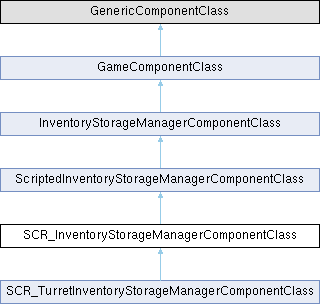 GenericComponentClass
GameComponentClass
InventoryStorageManagerComponentClass
ScriptedInventoryStorageManagerComponentClass
SCR_InventoryStorageManagerComponentClass
SCR_TurretInventoryStorageManagerComponentClass